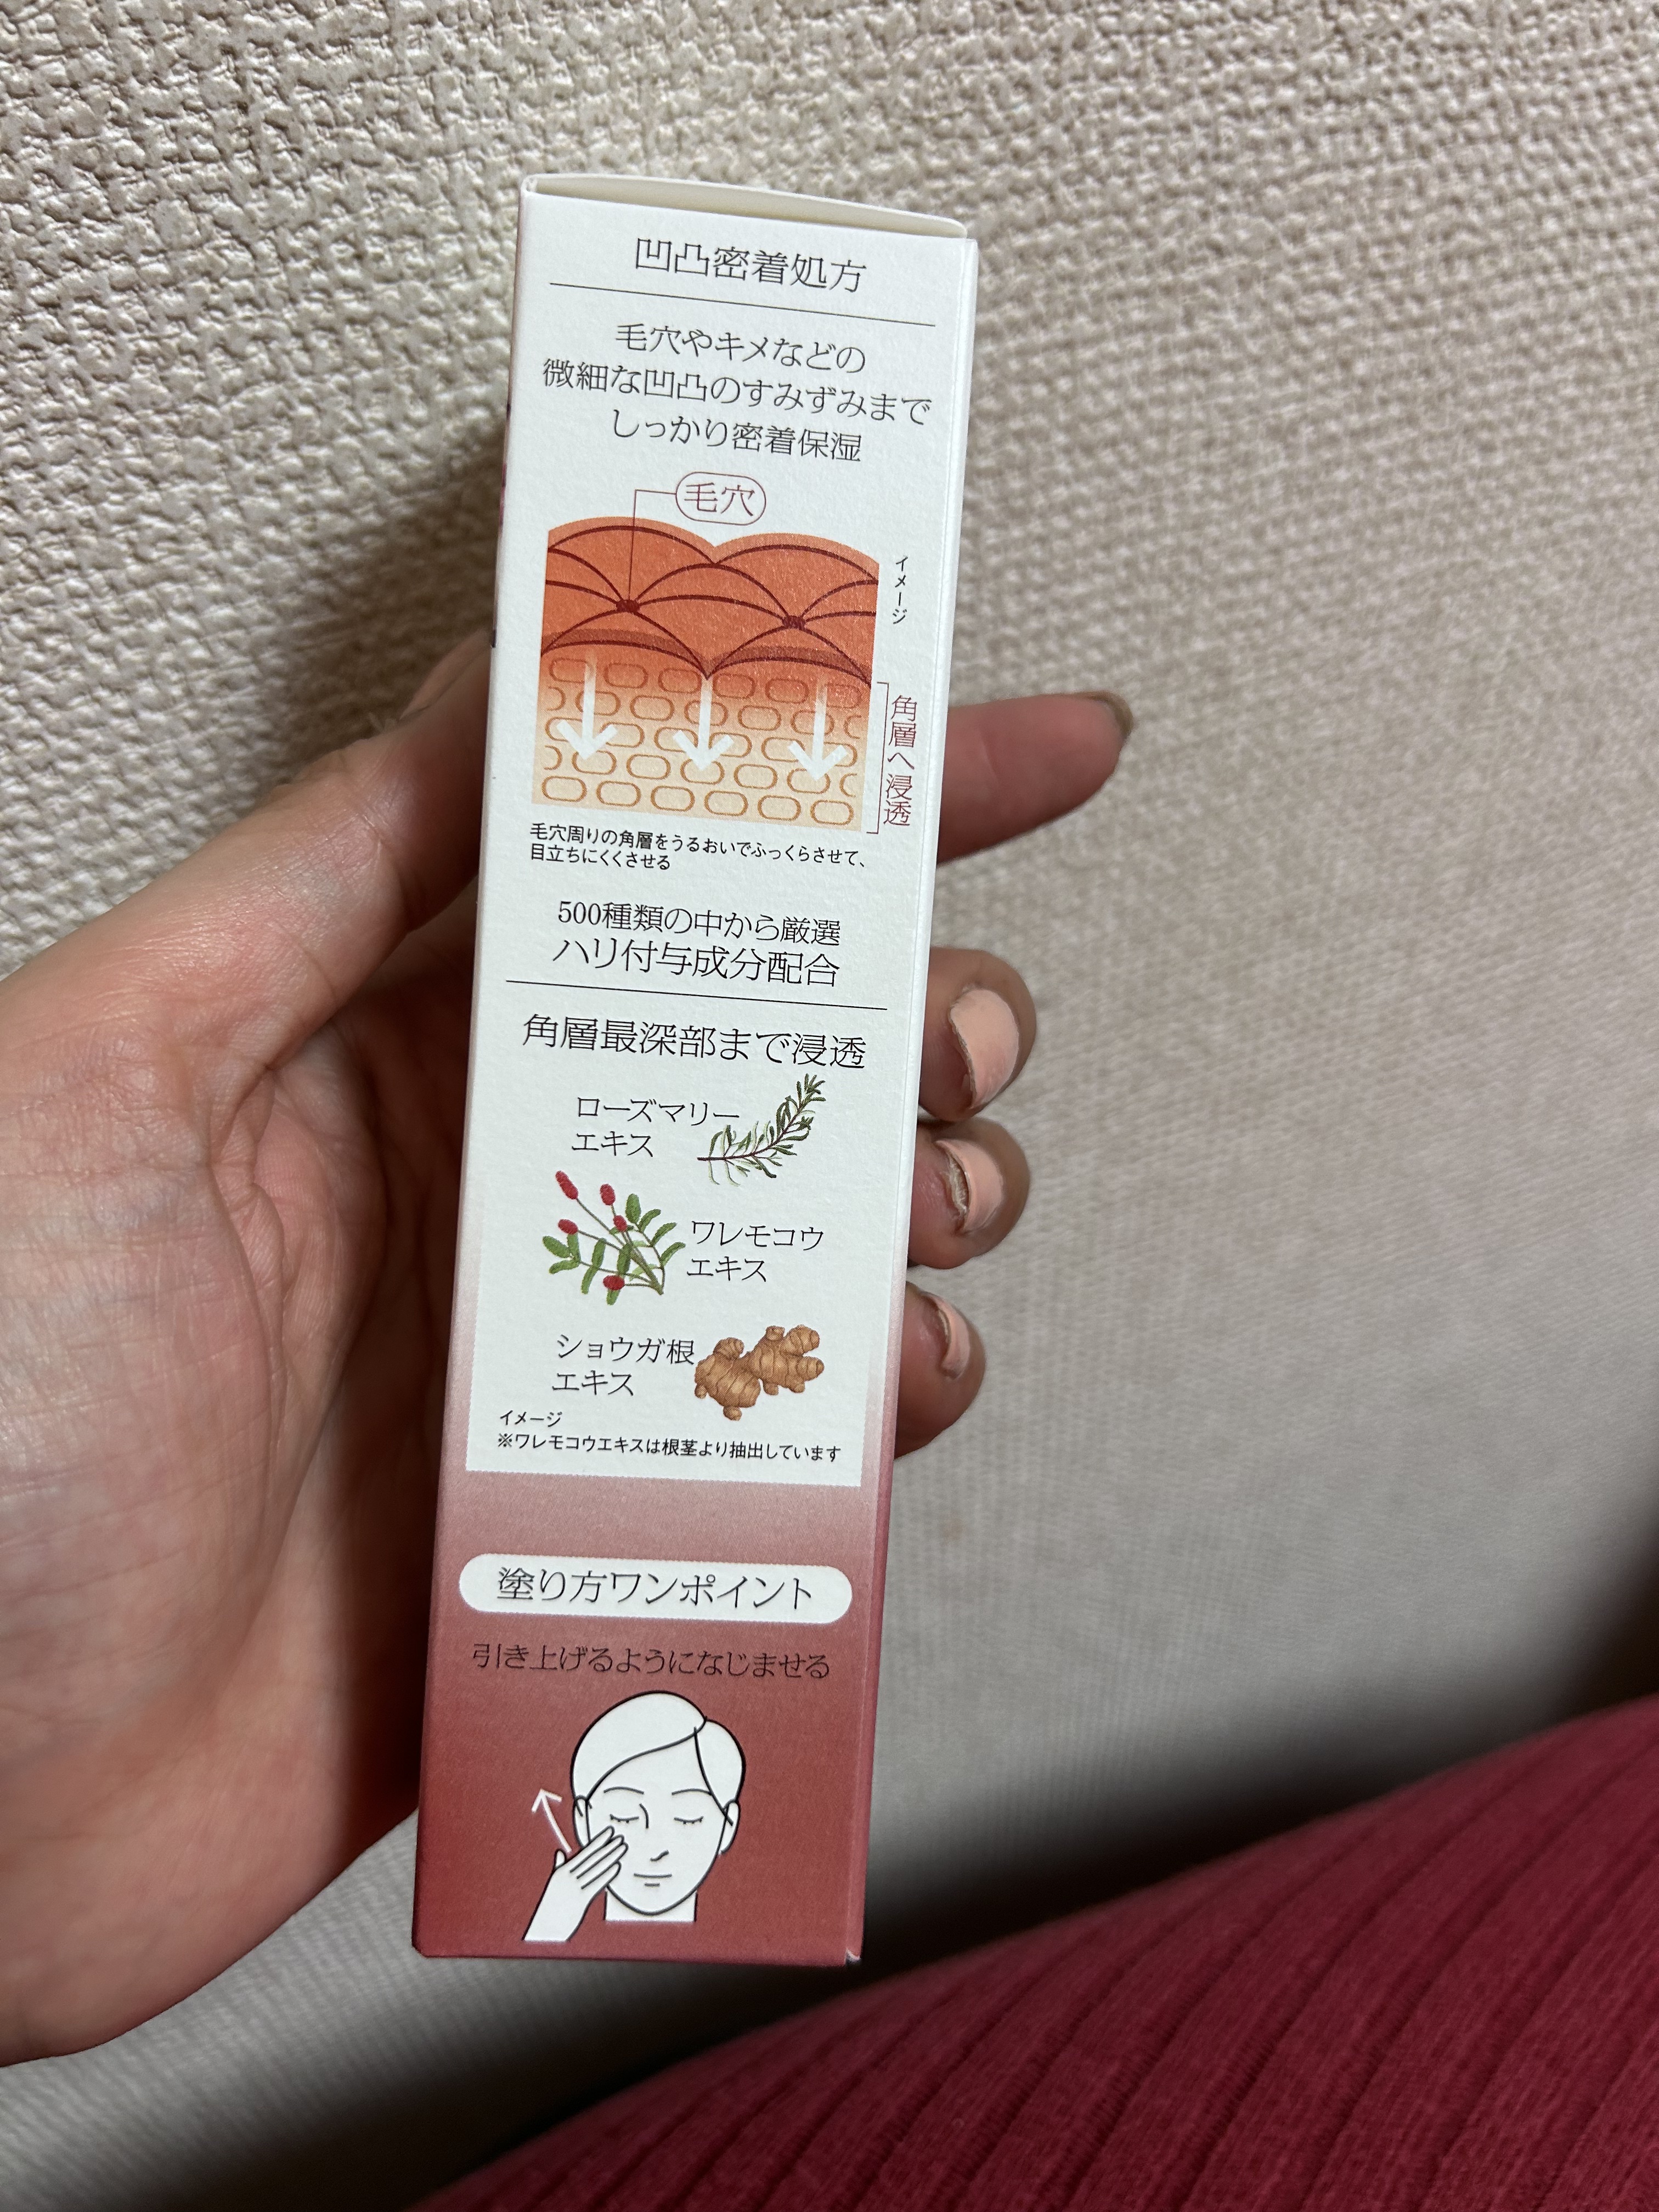 凹凸密着処方
毛穴やキメなどの
微細な凹凸のすみずみまで
しっかり密着保湿
毛穴
イメージ
角層へ浸透
毛穴周りの角層をうるおいでふっくらさせて、
目立ちにくくさせる
500種類の中から厳選
ハリ付与成分配合
角層最深部まで浸透
ローズマリー
エキス
ワレモコウ
エキス
ショウガ根
エキス
イメージ
※ワレモコウエキスは根茎より抽出しています
塗り方ワンポイント
引き上げるようになじませる